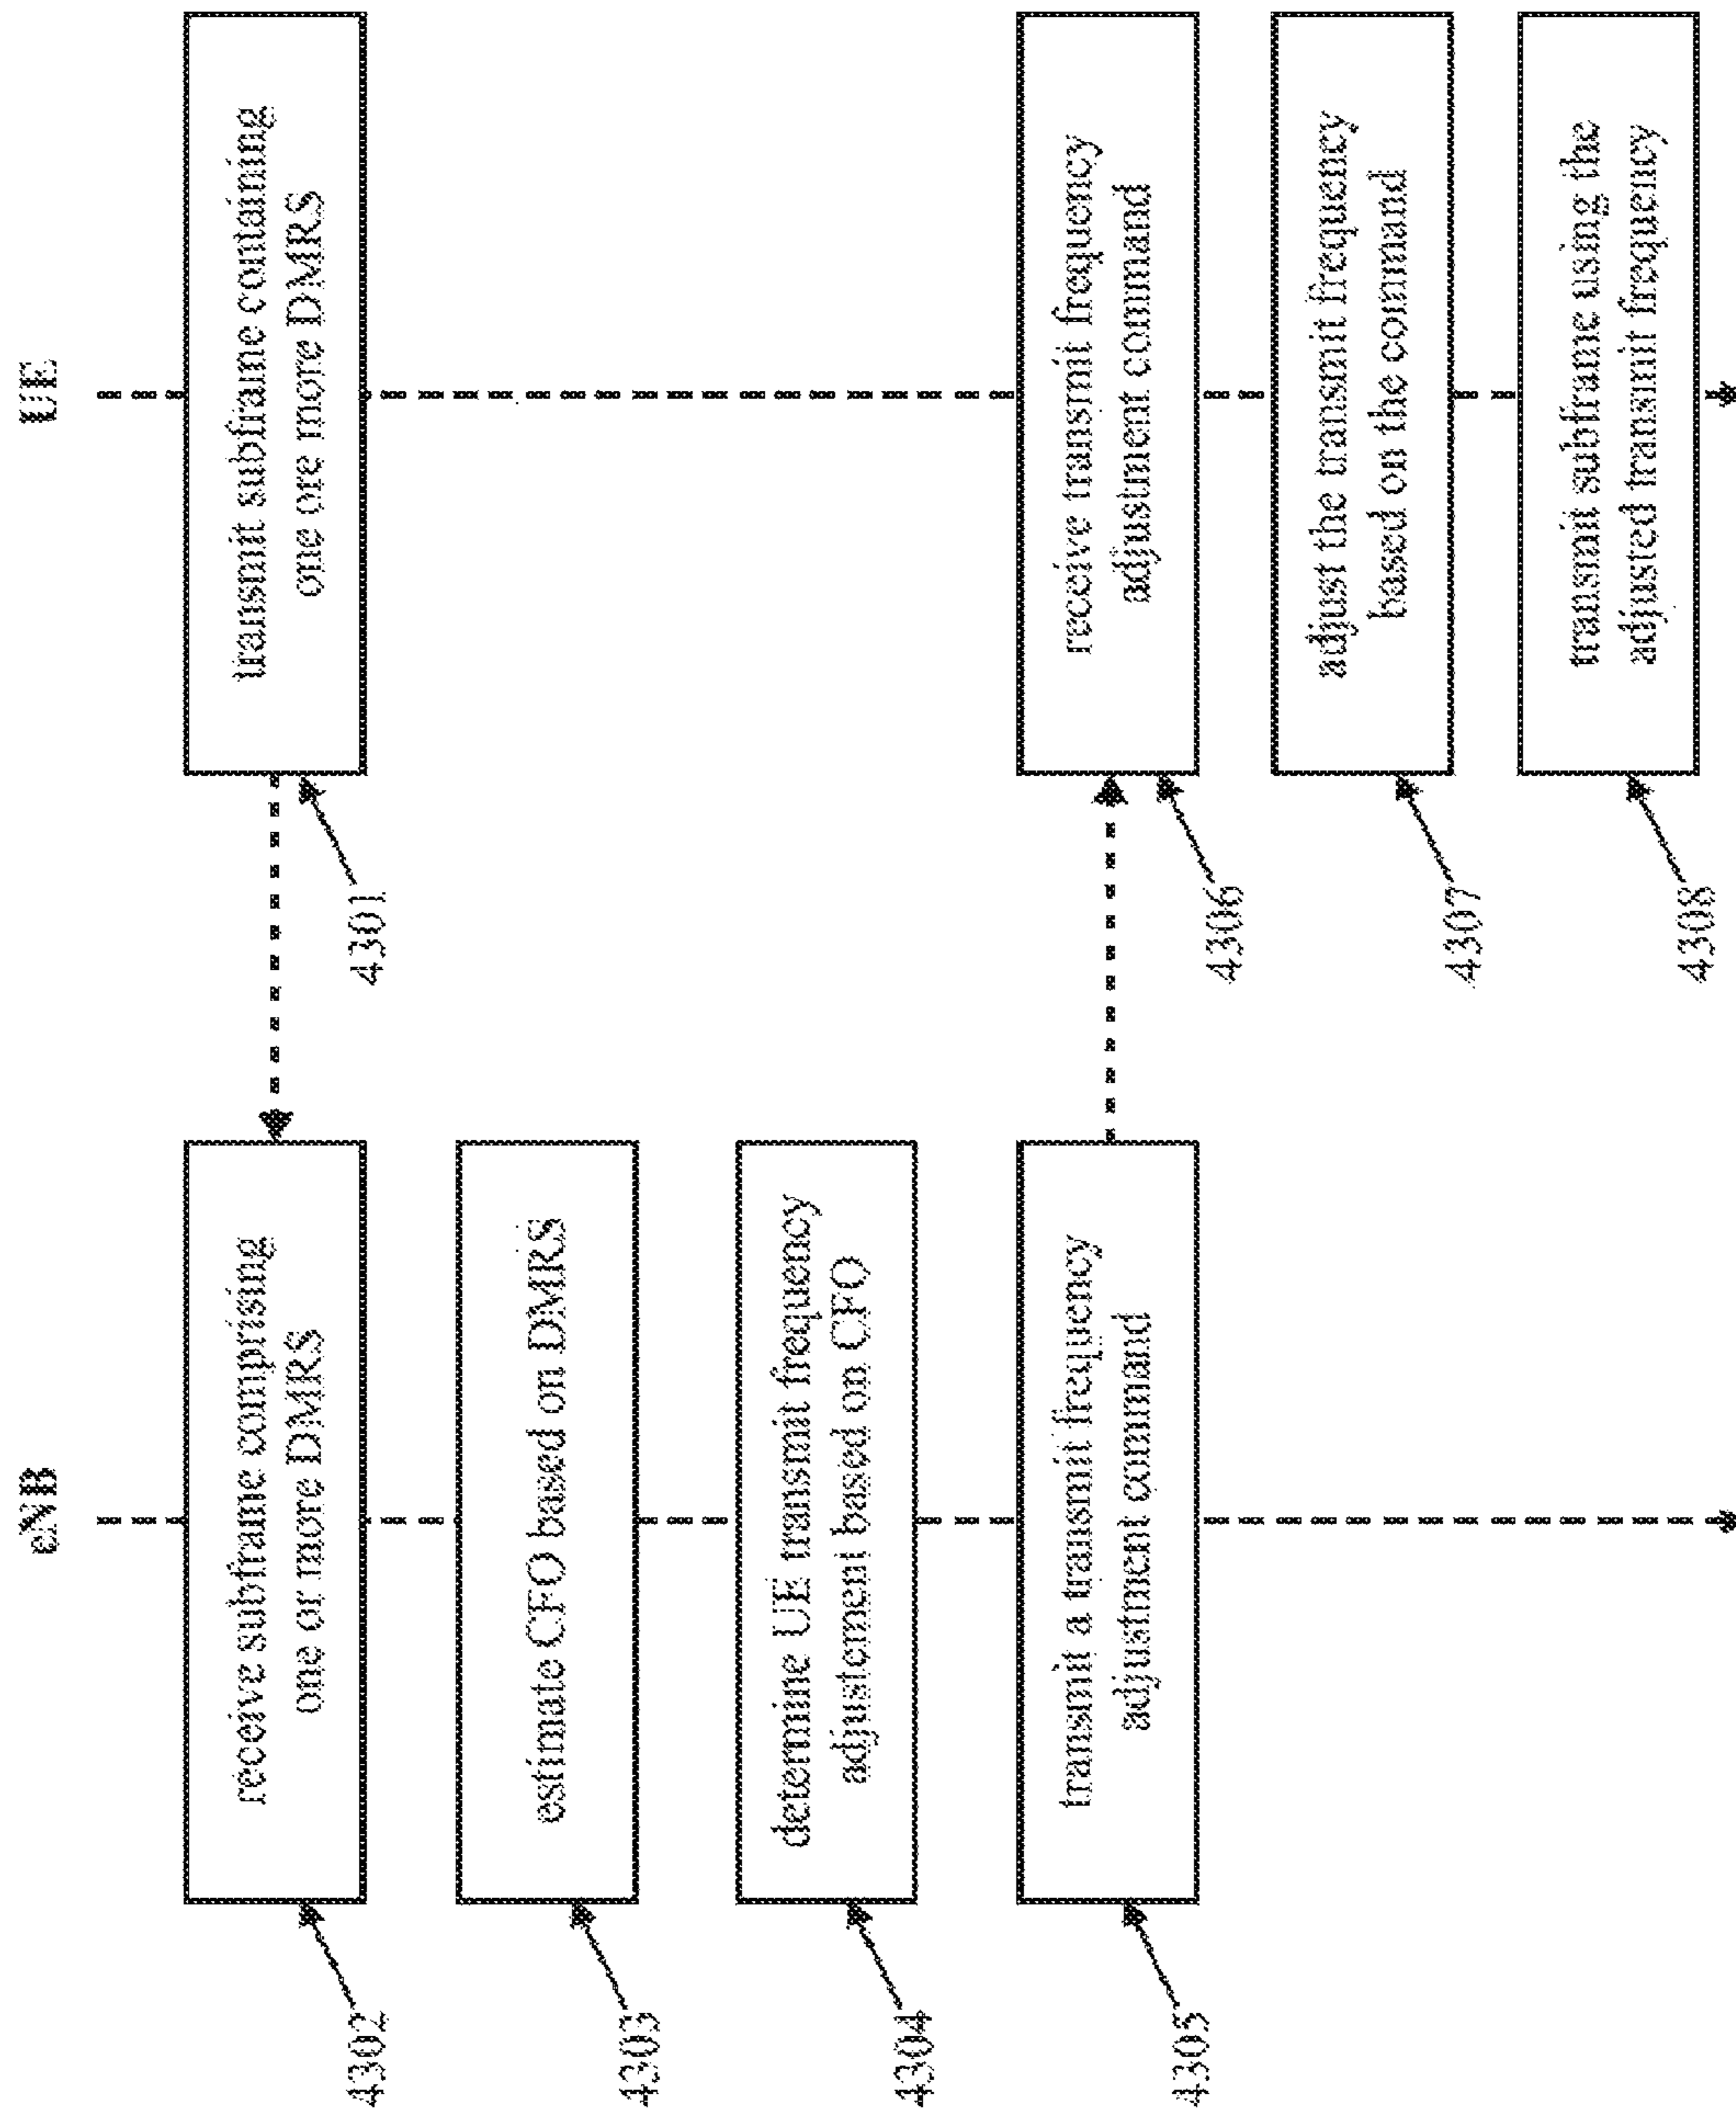 eNB
UE
transmit subframe containing
one ore more DMRS
4301
receive subframe comprising
one or more DMRS
4302
estimate CFO based on DMRS
4303
determine UE transmit frequency
adjustement based on CFO
4304
transmit a transmit frequency
adjustment command
4305
receive transmit frequency
adjustment command
4306
adjust the transmit frequency
based on the command
4307
transmit subframe using the
adjusted transmit frequency
4308